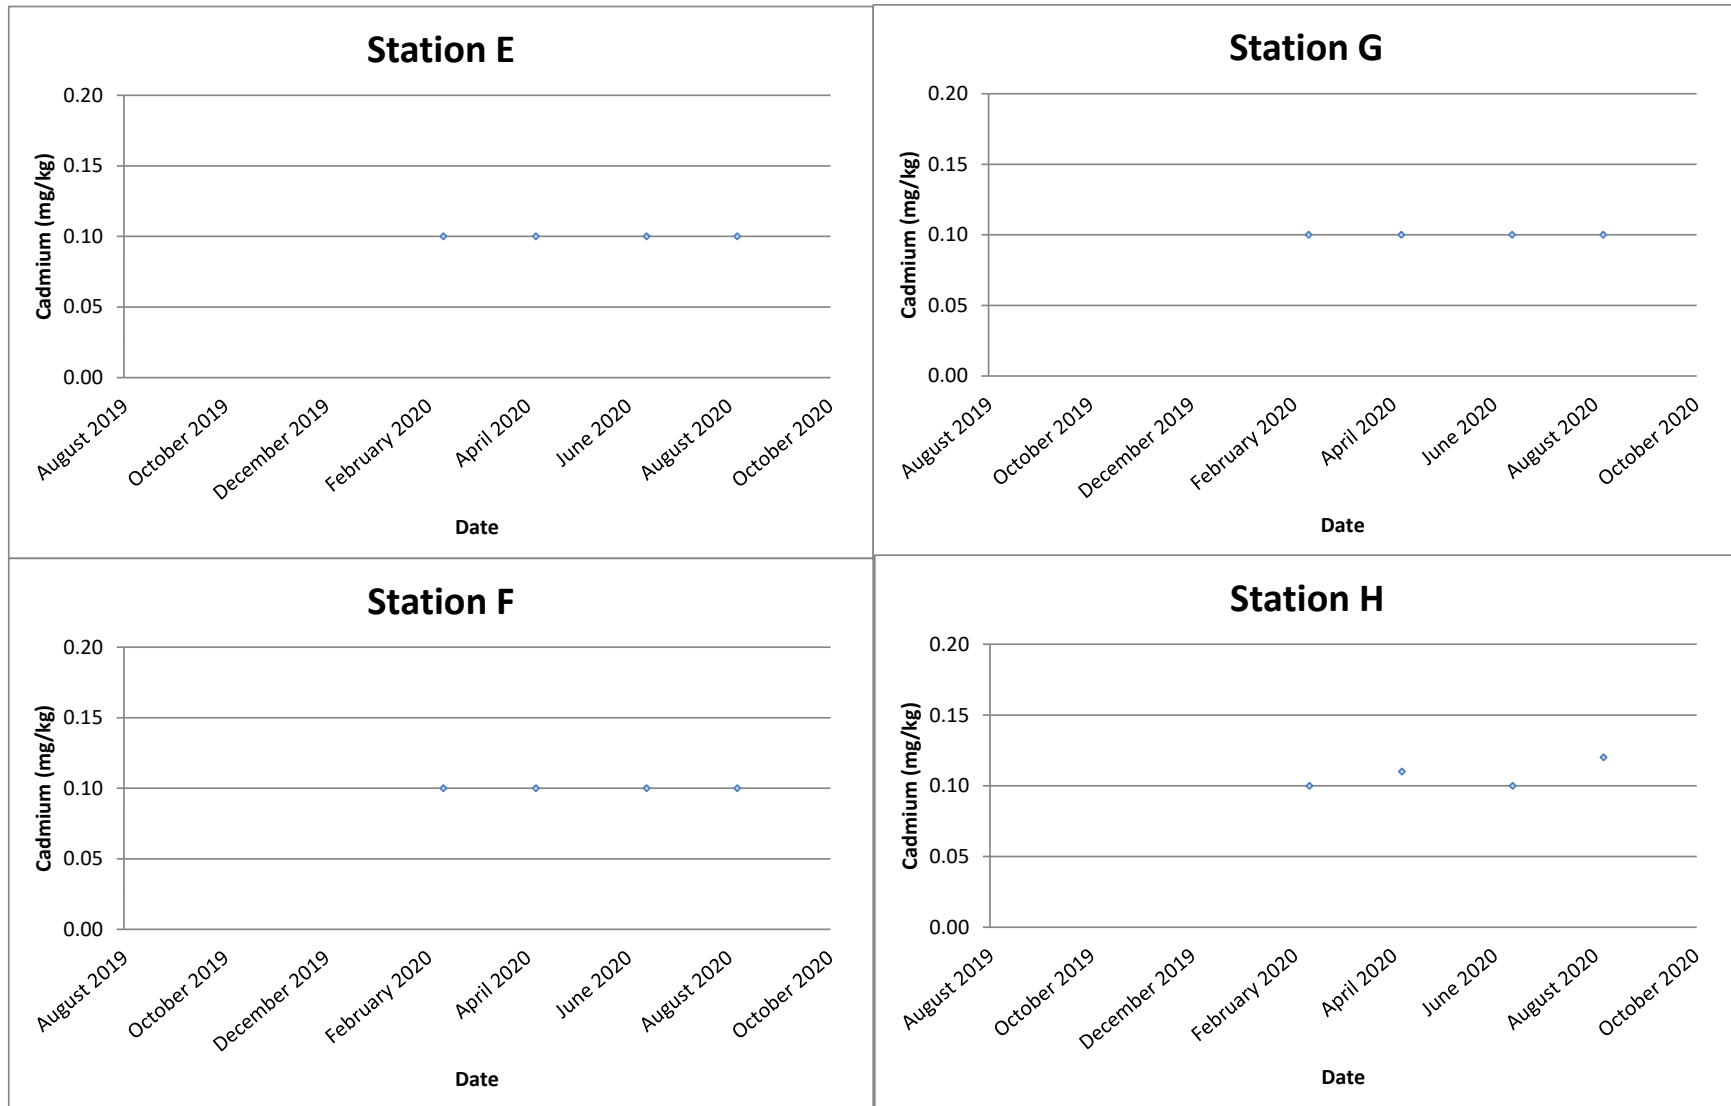 Station E
0.20
0.15
0.10
0.05
0.00
Cadmium (mg/kg)
August 2019
October 2019
December 2019
February 2020
April 2020
June 2020
August 2020
October 2020
Date
Station G
0.20
0.15
0.10
0.05
0.00
Cadmium (mg/kg)
August 2019
October 2019
December 2019
February 2020
April 2020
June 2020
August 2020
October 2020
Date
Station F
0.20
0.15
0.10
0.05
0.00
Cadmium (mg/kg)
August 2019
October 2019
December 2019
February 2020
April 2020
June 2020
August 2020
October 2020
Date
Station H
0.20
0.15
0.10
0.05
0.00
Cadmium (mg/kg)
August 2019
October 2019
December 2019
February 2020
April 2020
June 2020
August 2020
October 2020
Date